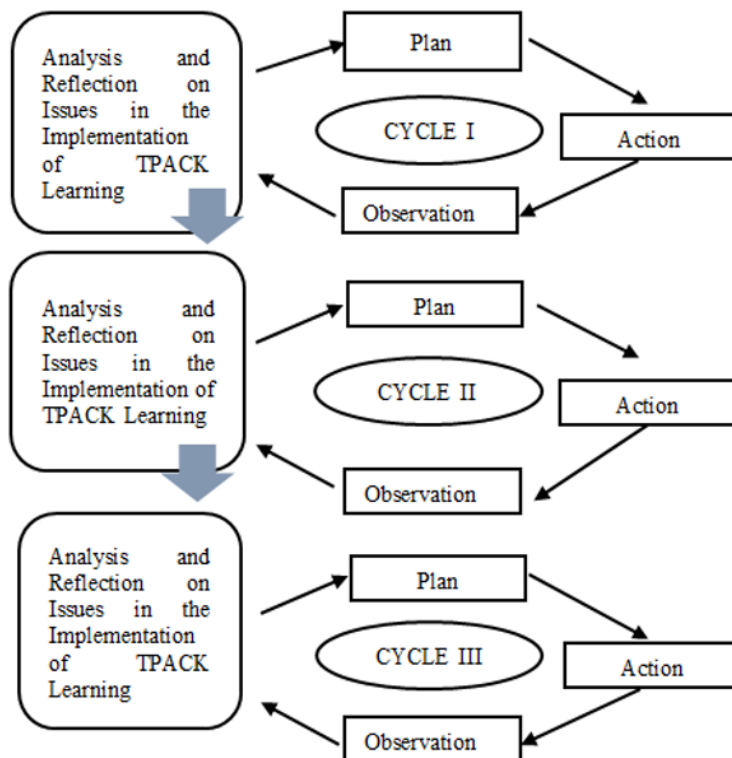 Analysis and
Reflection on
Issues in the
Implementation
of TPACK
Learning
Plan
CYCLE I
Action
Observation
Analysis and
Reflection on
Issues in the
Implementation of
TPACK Learning
Plan
CYCLE II
Action
Observation
Analysis and
Reflection on
Issues in the
Implementation
of TPACK
Learning
Plan
CYCLE III
Action
Observation